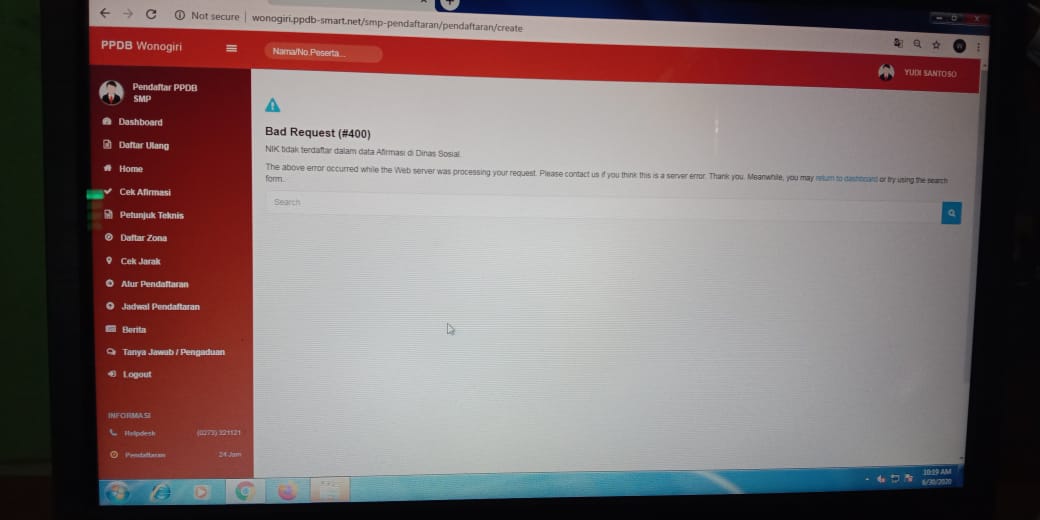 Not secure | wonogiri.ppdb-smart.net/smp-pendaftaran/pendaftaran/create
PPDB Wonogiri
Nama/No.Peserta...
YUDI SANTOSO
Pendaftar PPDB
SMP
Dashboard
Daftar Ulang
Home
Cek Afirmasi
Petunjuk Teknis
Daftar Zona
Cek Jarak
Alur Pendaftaran
Jadwal Pendaftaran
Berita
Tanya Jawab / Pengaduan
Logout
INFORMASI
Helpdesk (0273) 321121
Pendaftaran 24 Jam
Bad Request (#400)
NIK tidak terdaftar dalam data Afirmasi di Dinas Sosial.
The above error occurred while the Web server was processing your request. Please contact us if you think this is a server error. Thank you. Meanwhile, you may return to dashboard or try using the search
form.
Search
10:19 AM
6/30/2020